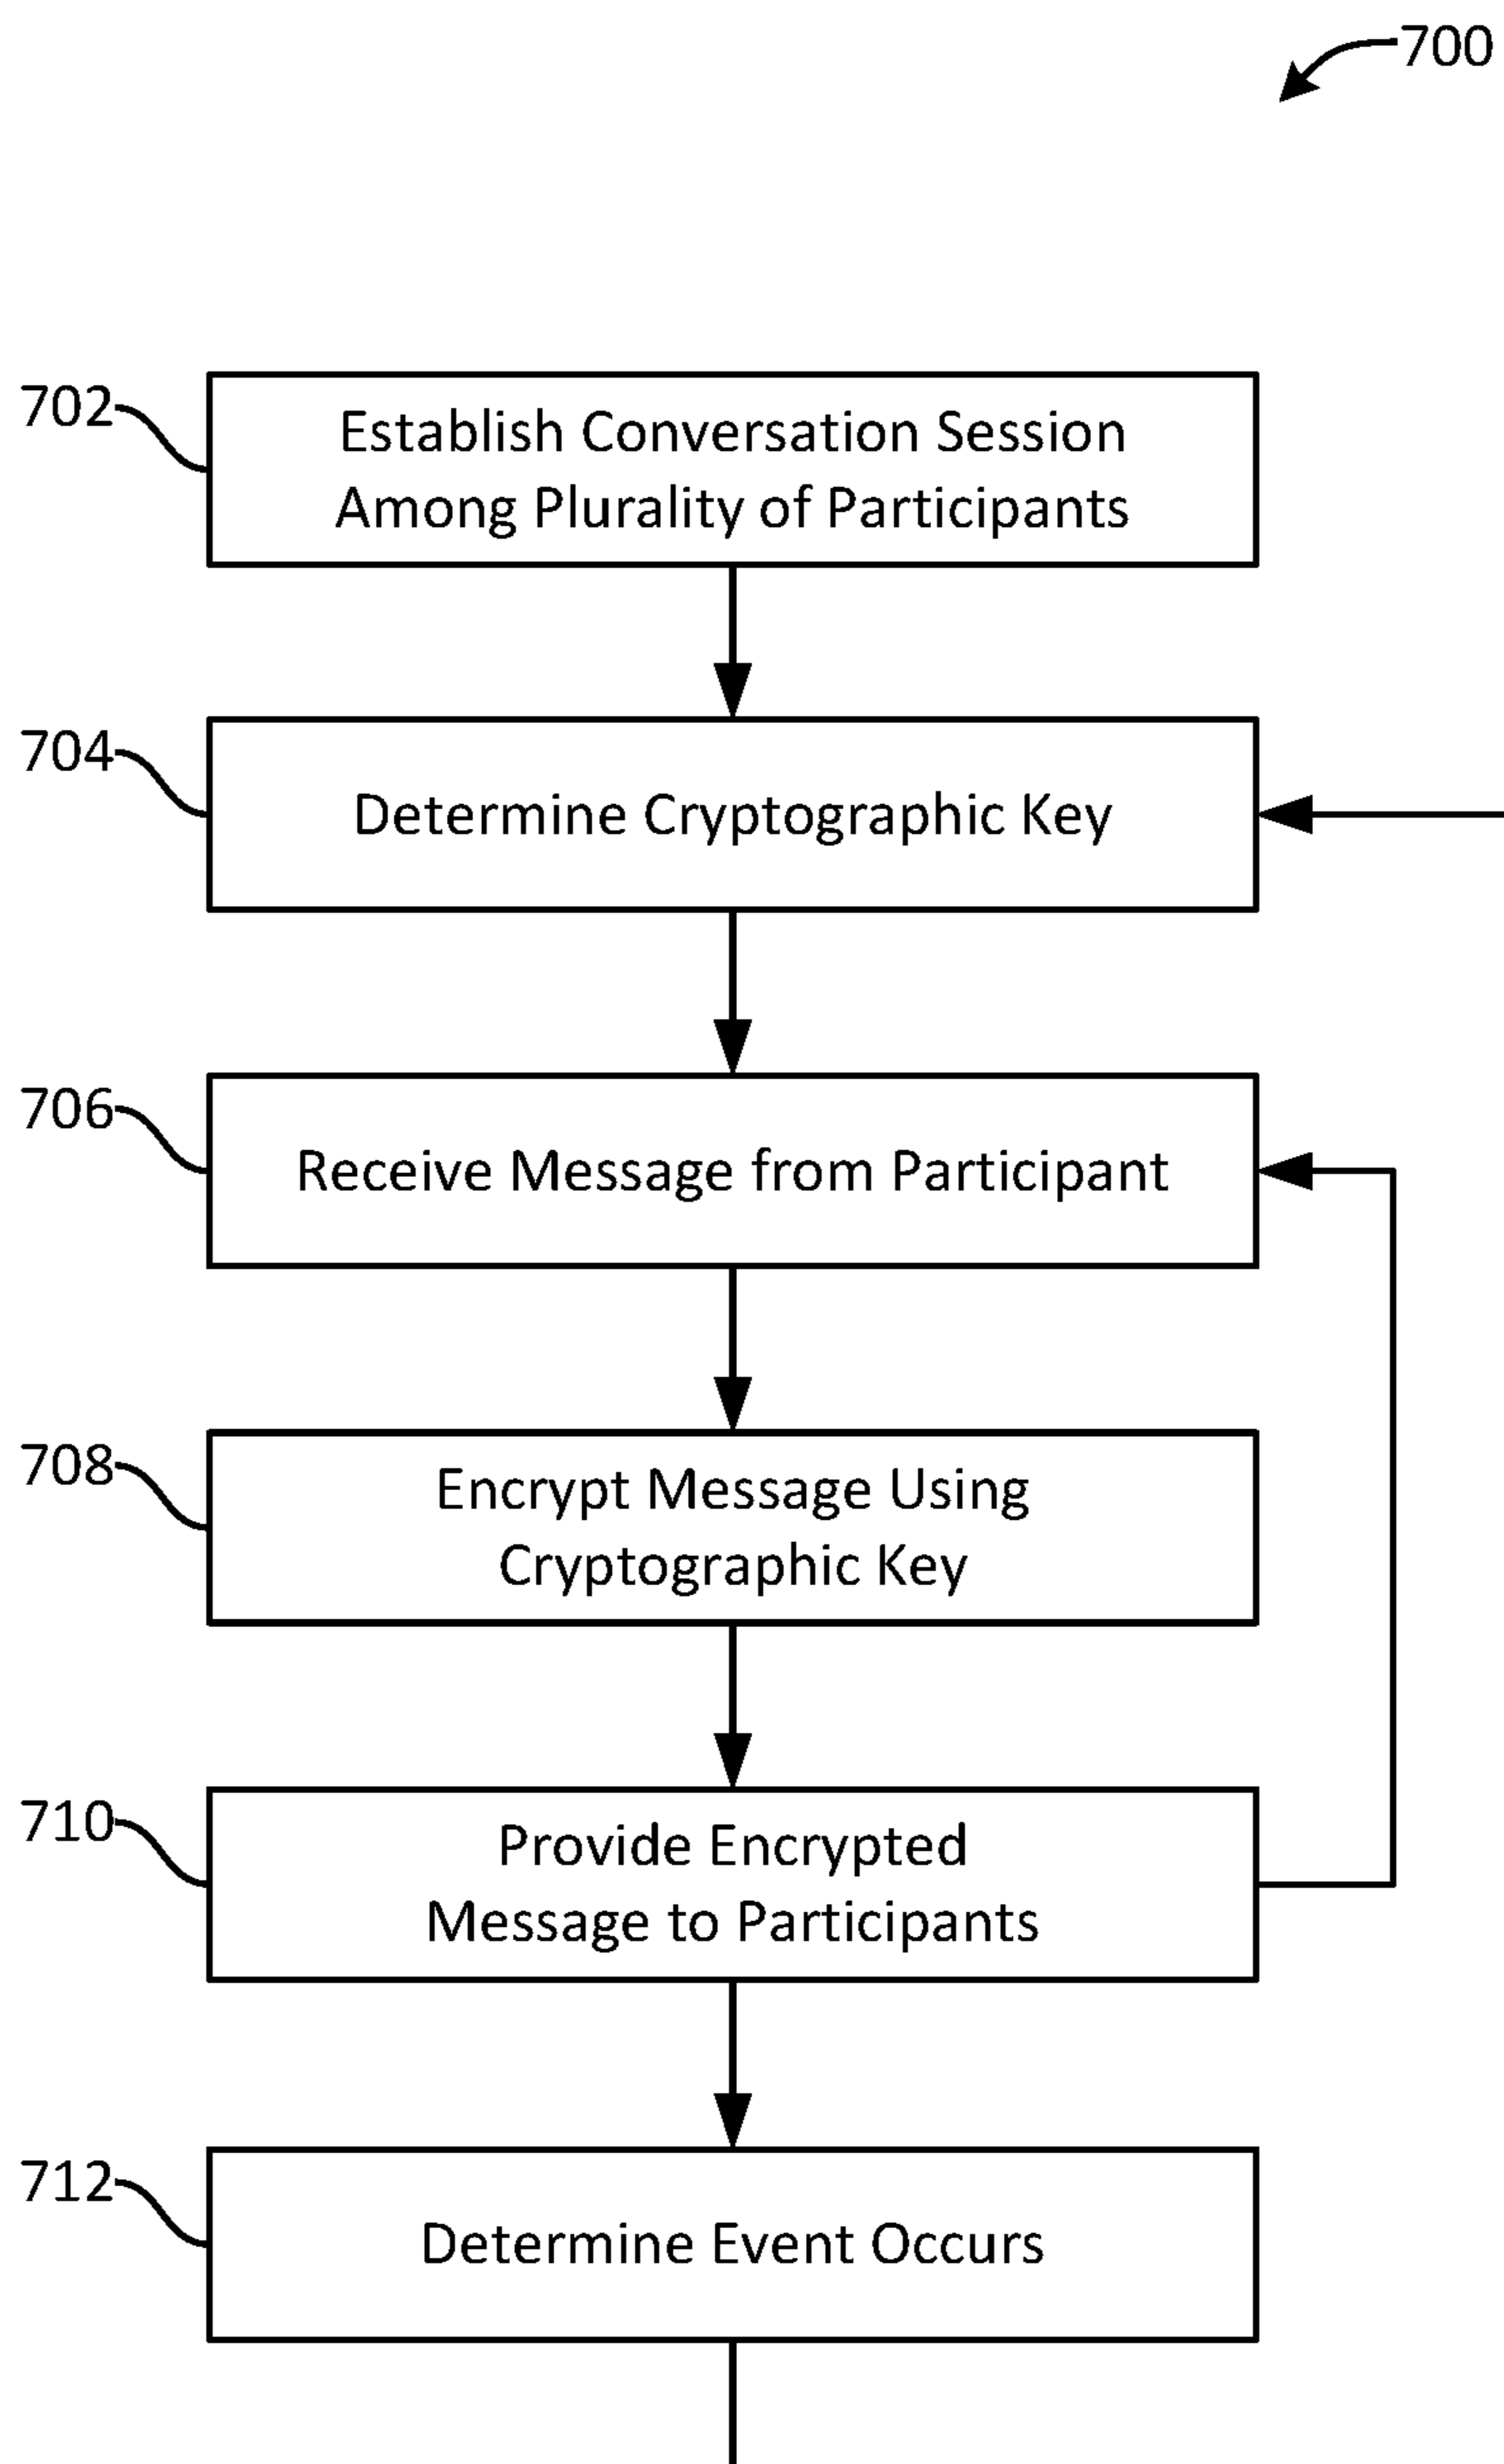 700
702
Establish Conversation Session
Among Plurality of Participants
704
Determine Cryptographic Key
706
Receive Message from Participant
708
Encrypt Message Using
Cryptographic Key
710
Provide Encrypted
Message to Participants
712
Determine Event Occurs